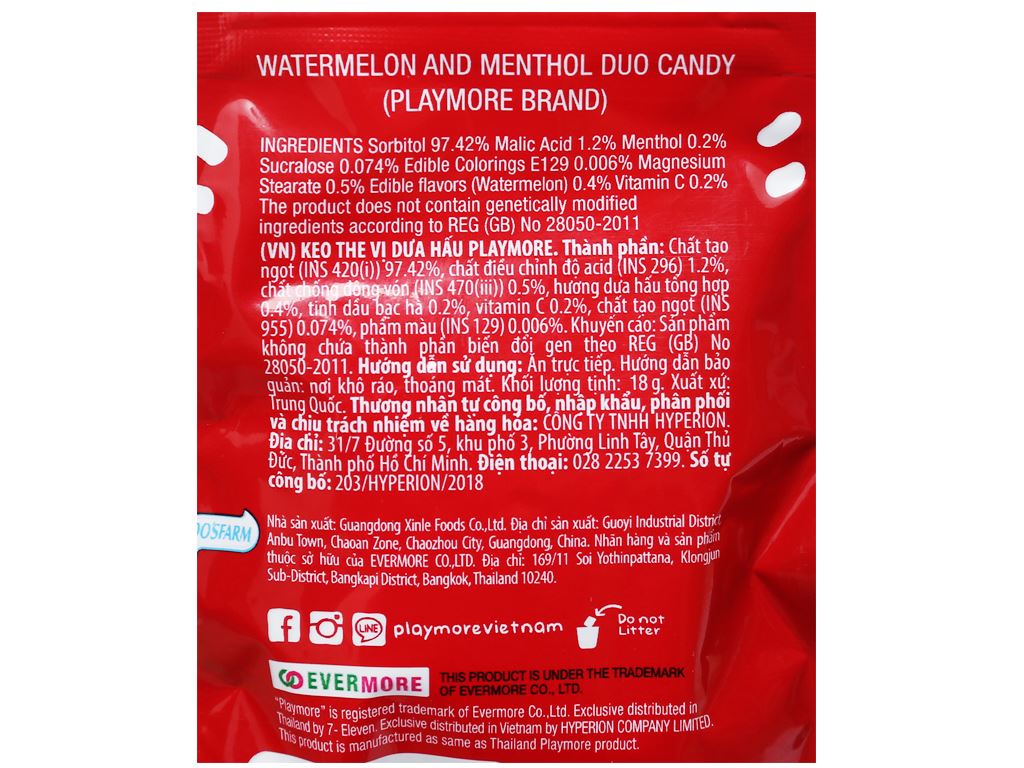 WATERMELON AND MENTHOL DUO CANDY
(PLAYMORE BRAND)
INGREDIENTS Sorbitol 97.42% Malic Acid 1.2% Menthol 0.2%
Sucralose 0.074% Edible Colorings E129 0.006% Magnesium
Stearate 0.5% Edible flavors (Watermelon) 0.4% Vitamin C 0.2%
The product does not contain genetically modified
ingredients according to REG (GB) No 28050-2011
(VN) KẸO THE VỊ DƯA HẤU PLAYMORE. Thành phần: Chất tạo
ngọt (INS 420(i)) 97.42%, chất điều chỉnh độ acid (INS 296) 1.2%,
chất chống đông vón (INS 470(iii)) 0.5%, hương dưa hấu tổng hợp
0.4%, tinh dầu bạc hà 0.2%, vitamin C 0.2%, chất tạo ngọt (INS
955) 0.074%, phẩm màu (INS 129) 0.006%. Khuyến cáo: Sản phẩm
không chứa thành phần biến đổi gen theo REG (GB) No
28050-2011. Hướng dẫn sử dụng: Ăn trực tiếp. Hướng dẫn bảo
quản: nơi khô ráo, thoáng mát. Khối lượng tịnh: 18 g. Xuất xứ:
Trung Quốc. Thương nhân tự công bố, nhập khẩu, phân phối
và chịu trách nhiệm về hàng hóa: CÔNG TY TNHH HYPERION.
Địa chỉ: 31/7 Đường số 5, khu phố 3, Phường Linh Tây, Quận Thủ
Đức, Thành phố Hồ Chí Minh. Điện thoại: 028 2253 7399. Số tự
công bố: 203/HYPERION/2018
Nhà sản xuất: Guangdong Xinle Foods Co.,Ltd. Địa chỉ sản xuất: Guoyi Industrial District
Anbu Town, Chaoan Zone, Chaozhou City, Guangdong, China. Nhãn hàng và sản phẩm
thuộc sở hữu của EVERMORE CO.,LTD. Địa chỉ: 169/11 Soi Yothinpattana, Klongjun
Sub-District, Bangkapi District, Bangkok, Thailand 10240.
OOSFARM
LINE playmorevietnam
Do not
Litter
EVERMORE
THIS PRODUCT IS UNDER THE TRADEMARK
OF EVERMORE CO., LTD.
"Playmore" is registered trademark of Evermore Co.,Ltd. Exclusive distributed in
Thailand by 7- Eleven. Exclusive distributed in Vietnam by HYPERION COMPANY LIMITED.
This product is manufactured as same as Thailand Playmore product.